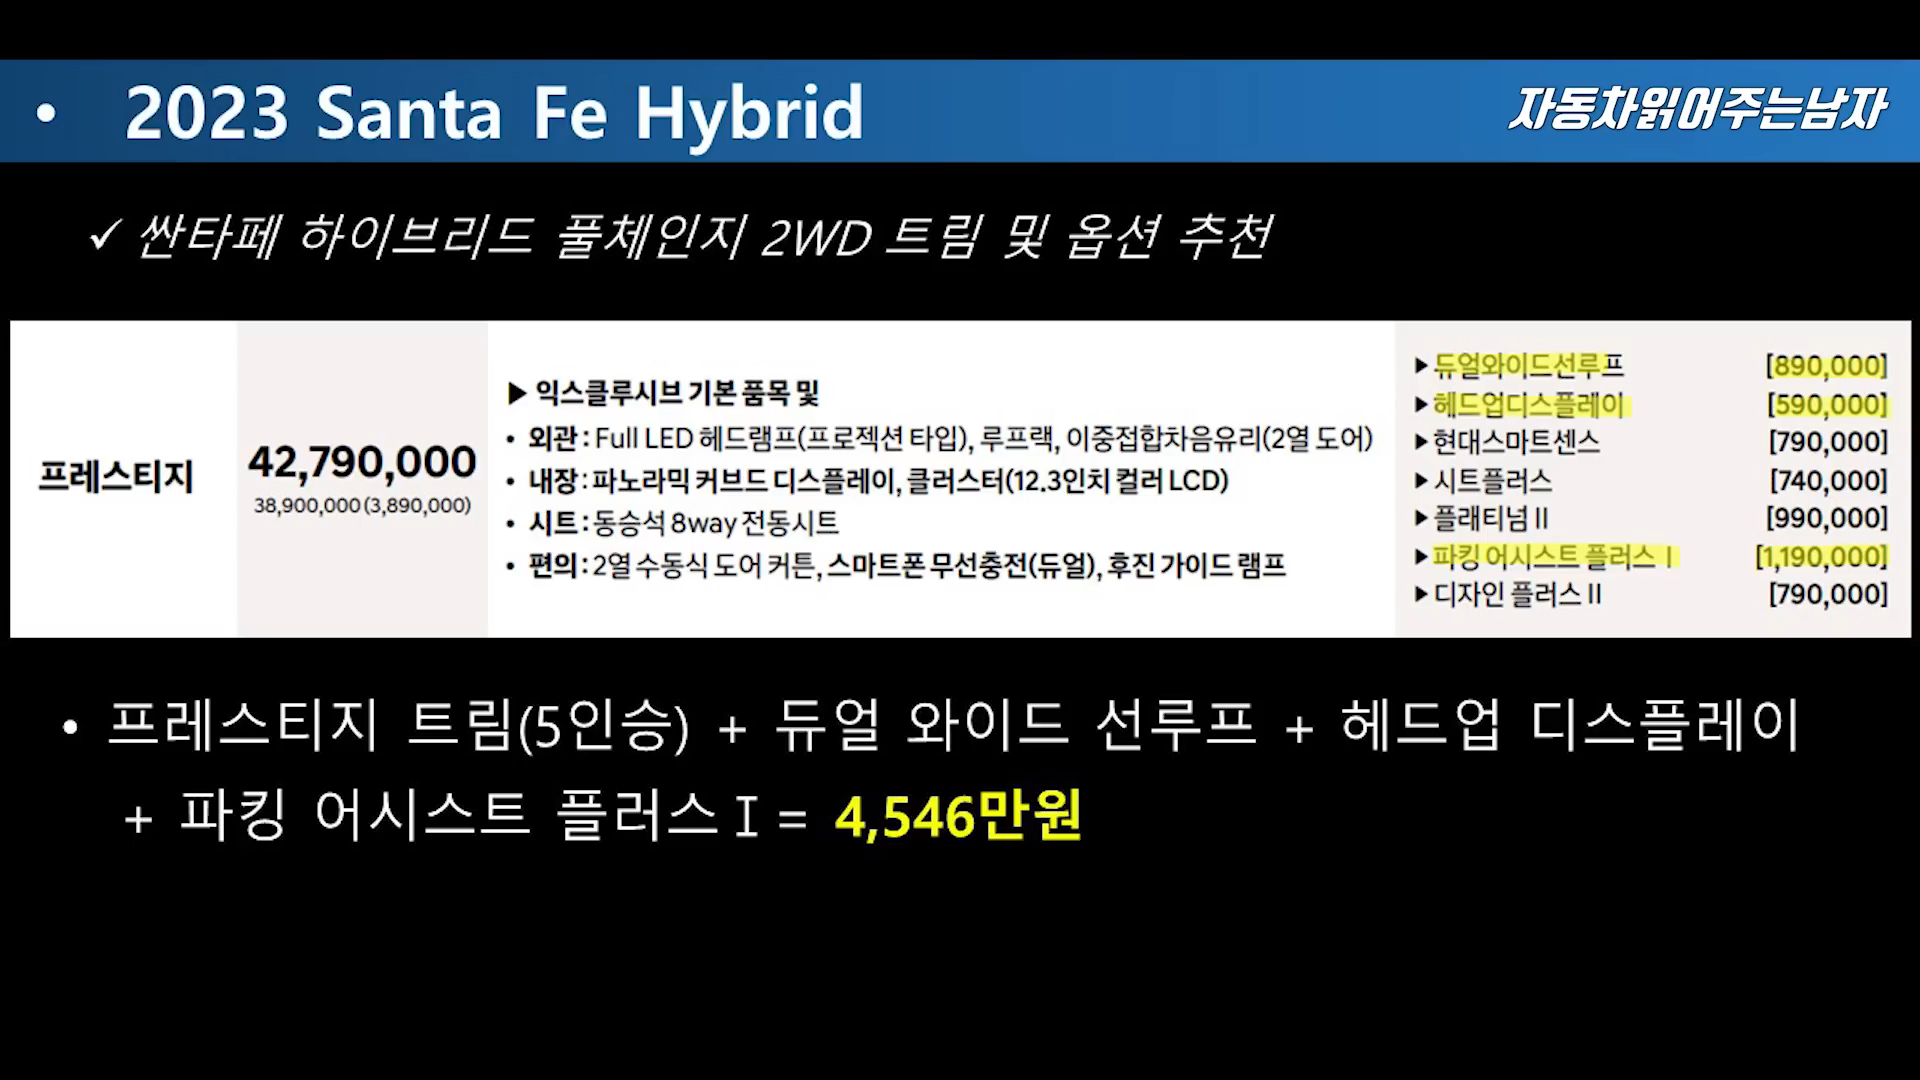 • 2023 Santa Fe Hybrid
자동차읽어주는남자
✓ 싼타페 하이브리드 풀체인지 2WD 트림 및 옵션 추천
프레스티지
42,790,000
38,900,000 (3,890,000)
▶ 익스클루시브 기본 품목 및
• 외관 : Full LED 헤드램프(프로젝션 타입), 루프랙, 이중접합차음유리(2열 도어)
• 내장 : 파노라믹 커브드 디스플레이, 클러스터(12.3인치 컬러 LCD)
• 시트 : 동승석 8way 전동시트
• 편의 : 2열 수동식 도어 커튼, 스마트폰 무선충전(듀얼), 후진 가이드 램프
▶ 듀얼와이드선루프 [890,000]
▶ 헤드업디스플레이 [590,000]
▶ 현대스마트센스 [790,000]
▶ 시트플러스 [740,000]
▶ 플래티넘 II [990,000]
▶ 파킹 어시스트 플러스 I [1,190,000]
▶ 디자인 플러스 II [790,000]
• 프레스티지 트림(5인승) + 듀얼 와이드 선루프 + 헤드업 디스플레이
+ 파킹 어시스트 플러스 I = 4,546만원